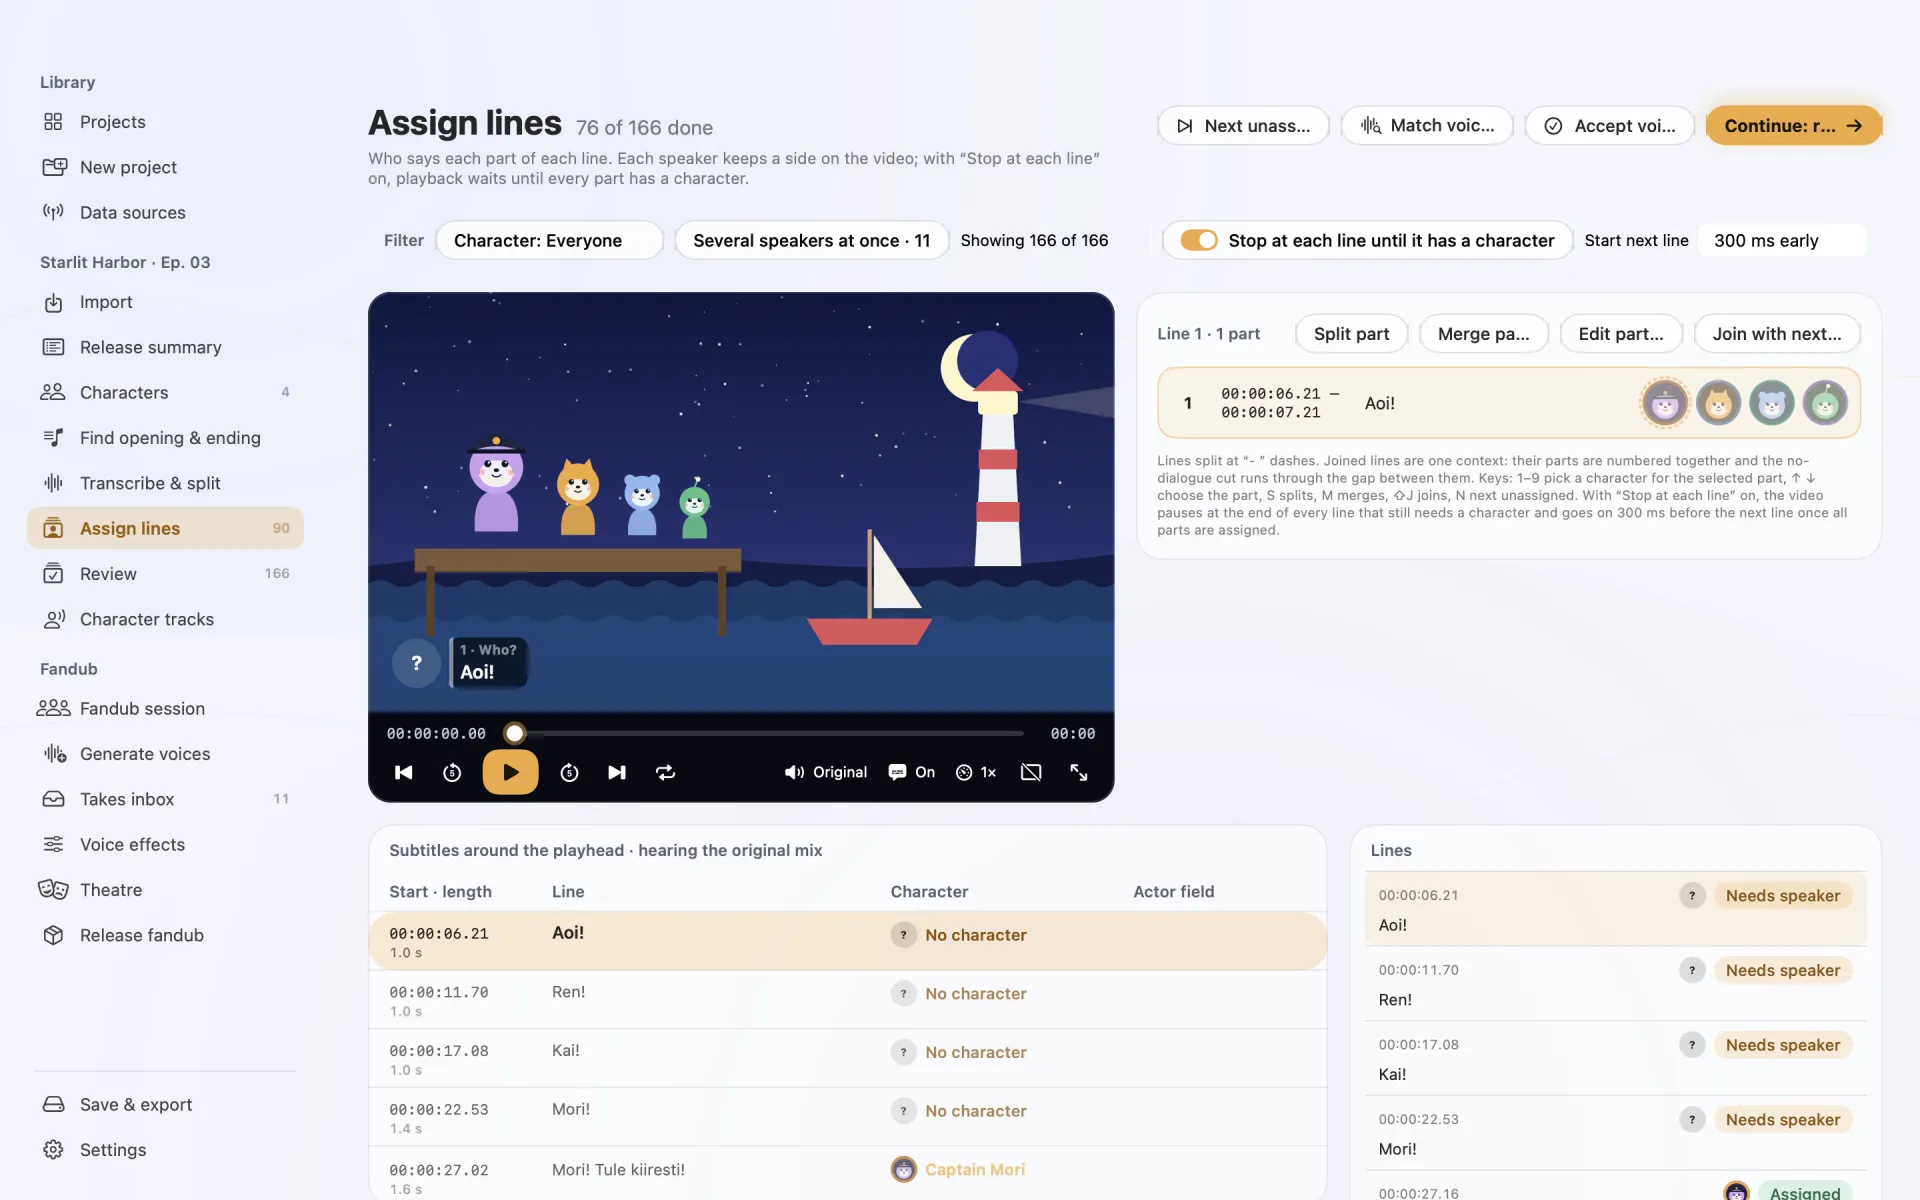 Library
Projects
New project
Data sources
Starlit Harbor · Ep. 03
Import
Release summary
Characters 4
Find opening & ending
Transcribe & split
Assign lines 90
Review 166
Character tracks
Fandub
Fandub session
Generate voices
Takes inbox 11
Voice effects
Theatre
Release fandub
Save & export
Settings
Assign lines 76 of 166 done
Who says each part of each line. Each speaker keeps a side on the video; with “Stop at each line”
on, playback waits until every part has a character.
Next unass...
Match voic...
Accept voi...
Continue: r...
Filter
Character: Everyone
Several speakers at once · 11
Showing 166 of 166
Stop at each line until it has a character
Start next line
300 ms early
? 1 · Who?
Aoi!
00:00:00.00 00:00
5 5 Original On 1×
Line 1 · 1 part
Split part
Merge pa...
Edit part...
Join with next...
1 00:00:06.21 – 
00:00:07.21
Aoi!
Lines split at “- ” dashes. Joined lines are one context: their parts are numbered together and the no-
dialogue cut runs through the gap between them. Keys: 1–9 pick a character for the selected part, ↑ ↓
choose the part, S splits, M merges, ⇧J joins, N next unassigned. With “Stop at each line” on, the video
pauses at the end of every line that still needs a character and goes on 300 ms before the next line once all
parts are assigned.
Subtitles around the playhead · hearing the original mix
Start · length Line Character Actor field
00:00:06.21 Aoi! ? No character
1.0 s
00:00:11.70 Ren! ? No character
1.0 s
00:00:17.08 Kai! ? No character
1.0 s
00:00:22.53 Mori! ? No character
1.4 s
00:00:27.02 Mori! Tule kiiresti! Captain Mori
1.6 s
Lines
00:00:06.21 ? Needs speaker
Aoi!
00:00:11.70 ? Needs speaker
Ren!
00:00:17.08 ? Needs speaker
Kai!
00:00:22.53 ? Needs speaker
Mori!
00:00:27.16 Assigned